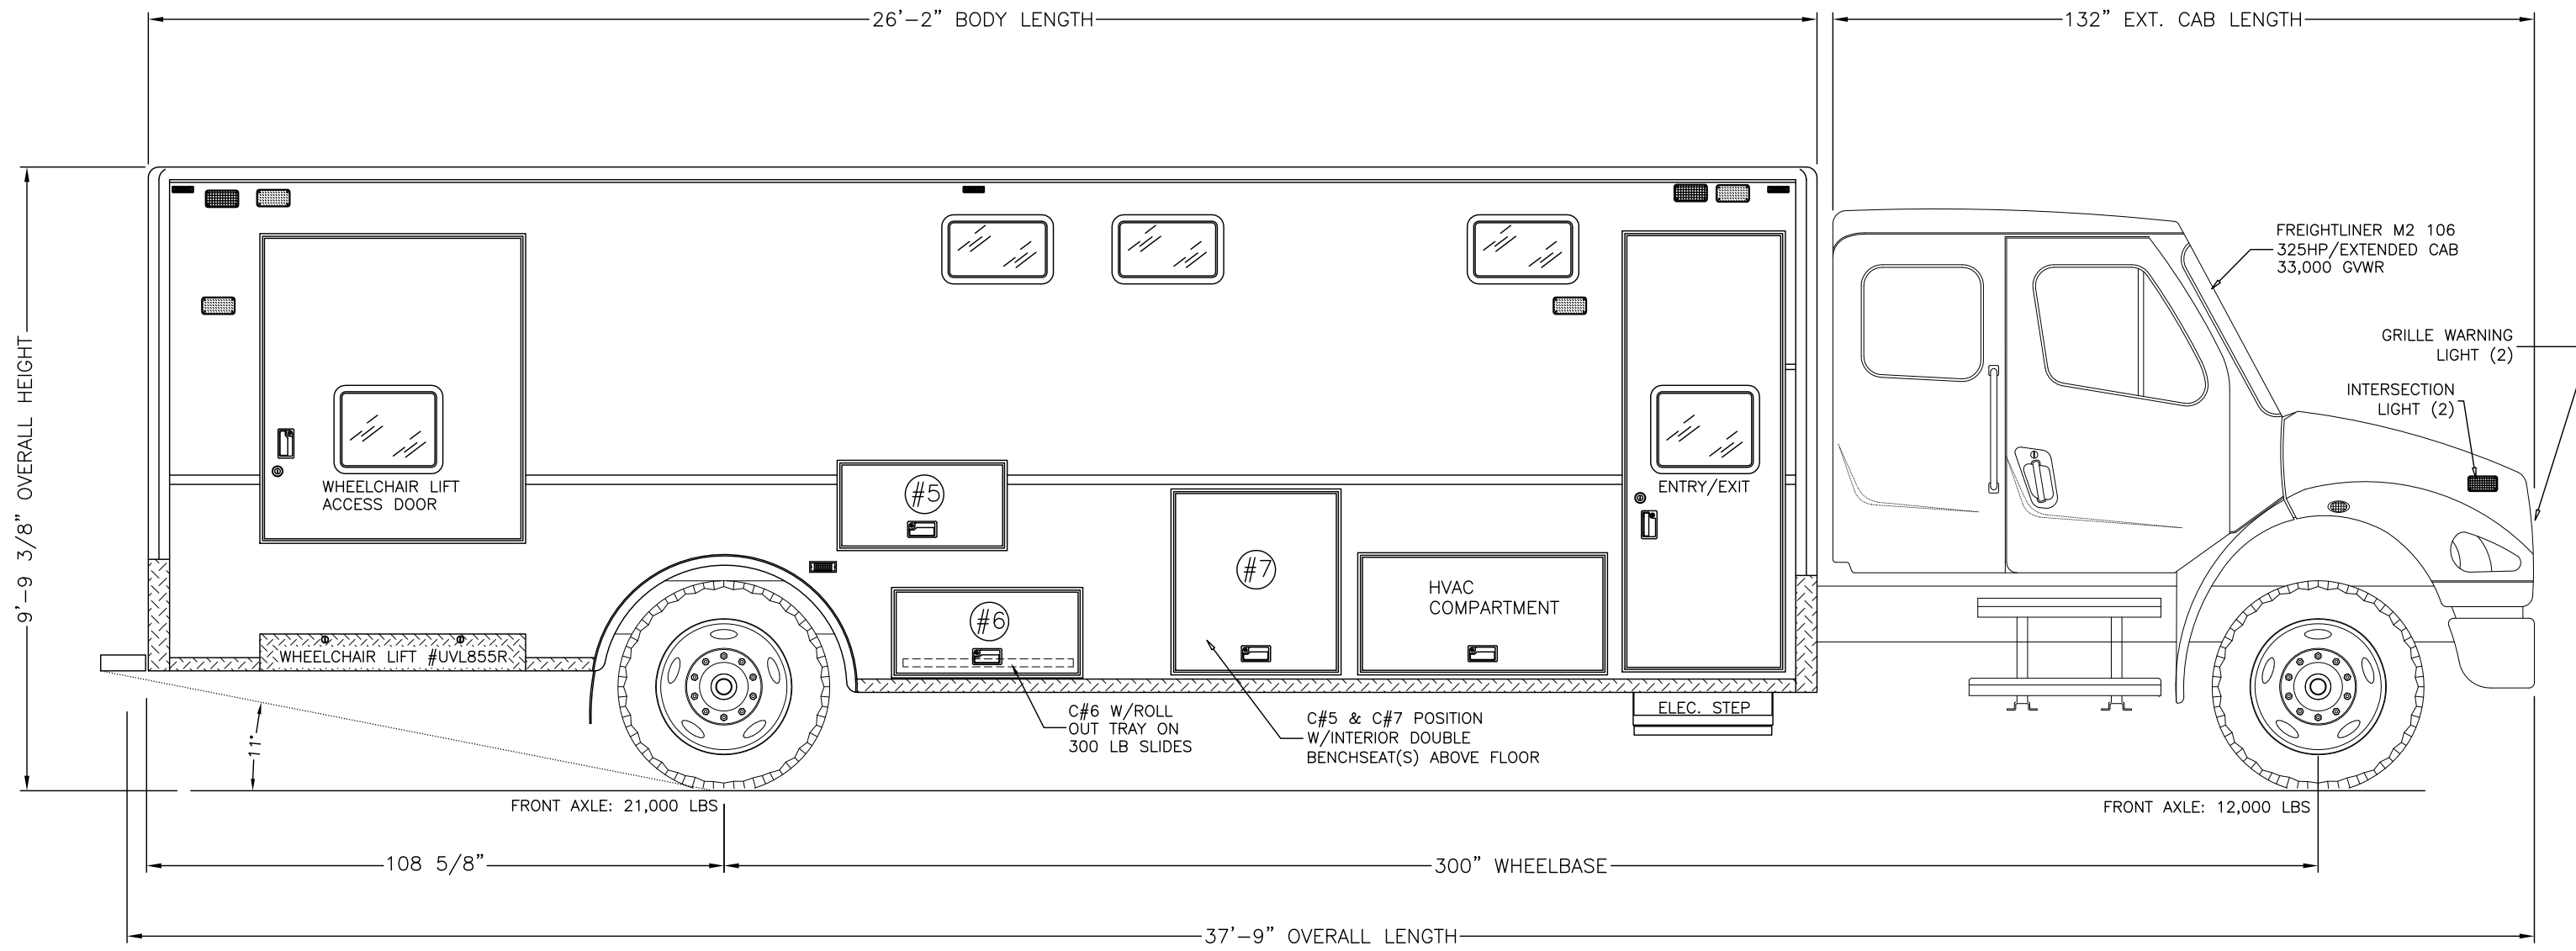 26'-2" BODY LENGTH
132" EXT. CAB LENGTH
9'-9 3/8" OVERALL HEIGHT
FREIGHTLINER M2 106
325HP/EXTENDED CAB
33,000 GVWR
GRILLE WARNING
LIGHT (2)
INTERSECTION
LIGHT (2)
WHEELCHAIR LIFT
ACCESS DOOR
#5
ENTRY/EXIT
#7
HVAC
COMPARTMENT
#6
WHEELCHAIR LIFT #UVL855R
ELEC. STEP
C#6 W/ROLL
OUT TRAY ON
300 LB SLIDES
C#5 & C#7 POSITION
W/INTERIOR DOUBLE
BENCHSEAT(S) ABOVE FLOOR
11°
FRONT AXLE: 21,000 LBS
FRONT AXLE: 12,000 LBS
108 5/8"
300" WHEELBASE
37'-9" OVERALL LENGTH